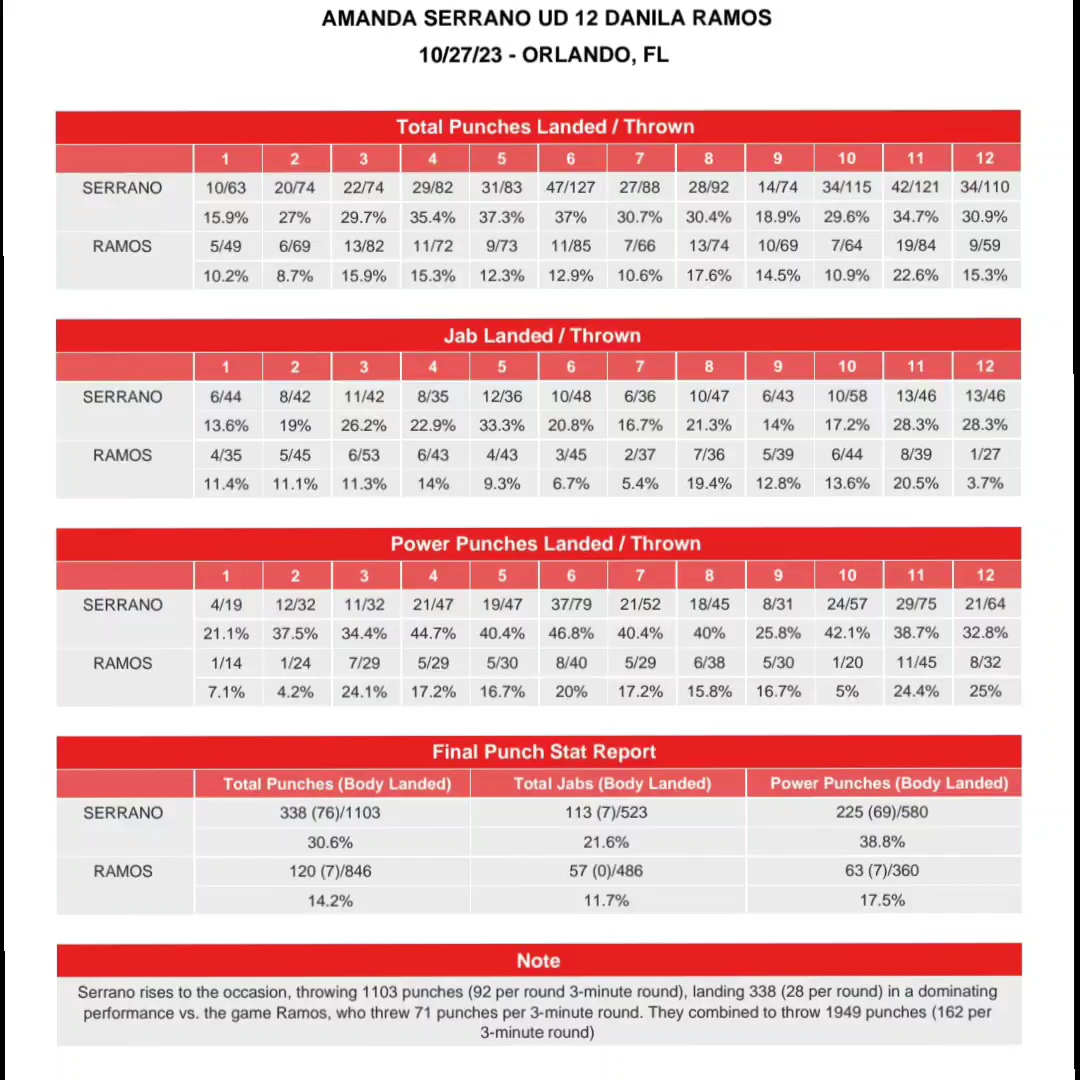 AMANDA SERRANO UD 12 DANILA RAMOS
10/27/23 - ORLANDO, FL
Total Punches Landed / Thrown
1 2 3 4 5 6 7 8 9 10 11 12
SERRANO 10/63 20/74 22/74 29/82 31/83 47/127 27/88 28/92 14/74 34/115 42/121 34/110
15.9% 27% 29.7% 35.4% 37.3% 37% 30.7% 30.4% 18.9% 29.6% 34.7% 30.9%
RAMOS 5/49 6/69 13/82 11/72 9/73 11/85 7/66 13/74 10/69 7/64 19/84 9/59
10.2% 8.7% 15.9% 15.3% 12.3% 12.9% 10.6% 17.6% 14.5% 10.9% 22.6% 15.3%
Jab Landed / Thrown
1 2 3 4 5 6 7 8 9 10 11 12
SERRANO 6/44 8/42 11/42 8/35 12/36 10/48 6/36 10/47 6/43 10/58 13/46 13/46
13.6% 19% 26.2% 22.9% 33.3% 20.8% 16.7% 21.3% 14% 17.2% 28.3% 28.3%
RAMOS 4/35 5/45 6/53 6/43 4/43 3/45 2/37 7/36 5/39 6/44 8/39 1/27
11.4% 11.1% 11.3% 14% 9.3% 6.7% 5.4% 19.4% 12.8% 13.6% 20.5% 3.7%
Power Punches Landed / Thrown
1 2 3 4 5 6 7 8 9 10 11 12
SERRANO 4/19 12/32 11/32 21/47 19/47 37/79 21/52 18/45 8/31 24/57 29/75 21/64
21.1% 37.5% 34.4% 44.7% 40.4% 46.8% 40.4% 40% 25.8% 42.1% 38.7% 32.8%
RAMOS 1/14 1/24 7/29 5/29 5/30 8/40 5/29 6/38 5/30 1/20 11/45 8/32
7.1% 4.2% 24.1% 17.2% 16.7% 20% 17.2% 15.8% 16.7% 5% 24.4% 25%
Final Punch Stat Report
Total Punches (Body Landed) Total Jabs (Body Landed) Power Punches (Body Landed)
SERRANO 338 (76)/1103 113 (7)/523 225 (69)/580
30.6% 21.6% 38.8%
RAMOS 120 (7)/846 57 (0)/486 63 (7)/360
14.2% 11.7% 17.5%
Note
Serrano rises to the occasion, throwing 1103 punches (92 per round 3-minute round), landing 338 (28 per round) in a dominating
performance vs. the game Ramos, who threw 71 punches per 3-minute round. They combined to throw 1949 punches (162 per
3-minute round)